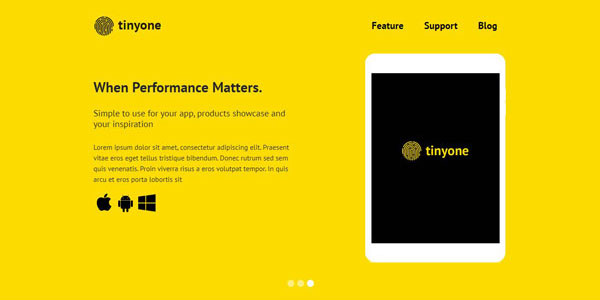 tinyone
Feature Support Blog
When Performance Matters.
Simple to use for your app, products showcase and
your inspiration
Lorem ipsum dolor sit amet, consectetur adipiscing elit. Praesent
vitae eros eget tellus tristique bibendum. Donec rutrum sed sem
quis venenatis. Proin viverra risus a eros volutpat tempor. In quis
arcu et eros porta lobortis sit
tinyone